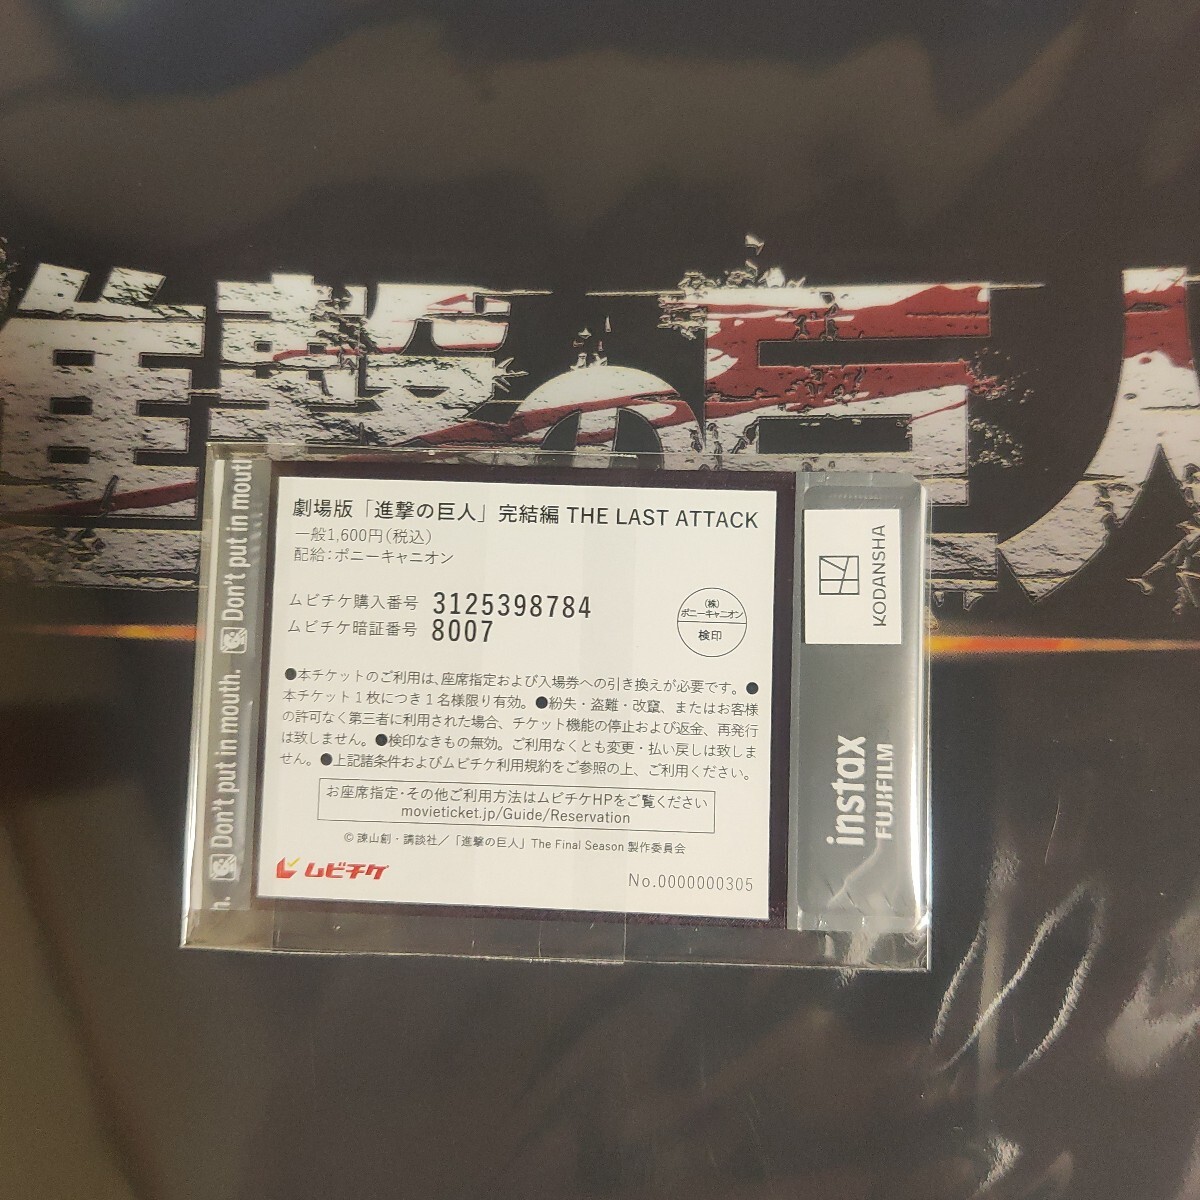 進撃の巨人
劇場版「進撃の巨人」完結編 THE LAST ATTACK
一般1,600円(税込)
配給:ポニーキャニオン
ムビチケ購入番号 3125398784
ムビチケ暗証番号 8007
(株)
ポニーキャニオン
検印
●本チケットのご利用は、座席指定および入場券への引き換えが必要です。●
本チケット1枚につき1名様限り有効。●紛失・盗難・改竄、またはお客様
の許可なく第三者に利用された場合、チケット機能の停止および返金、再発行
は致しません。●検印なきもの無効。ご利用なくとも変更・払い戻しは致しま
せん。●上記諸条件およびムビチケ利用規約をご参照の上、ご利用ください。
お座席指定・その他ご利用方法はムビチケHPをご覧ください
movieticket.jp/Guide/Reservation
© 諫山創・講談社/「進撃の巨人」The Final Season 製作委員会
ムビチケ
No.0000000305
Don't put in mouth.
Don't put in mouth.
h.
KODANSHA
instax
FUJIFILM